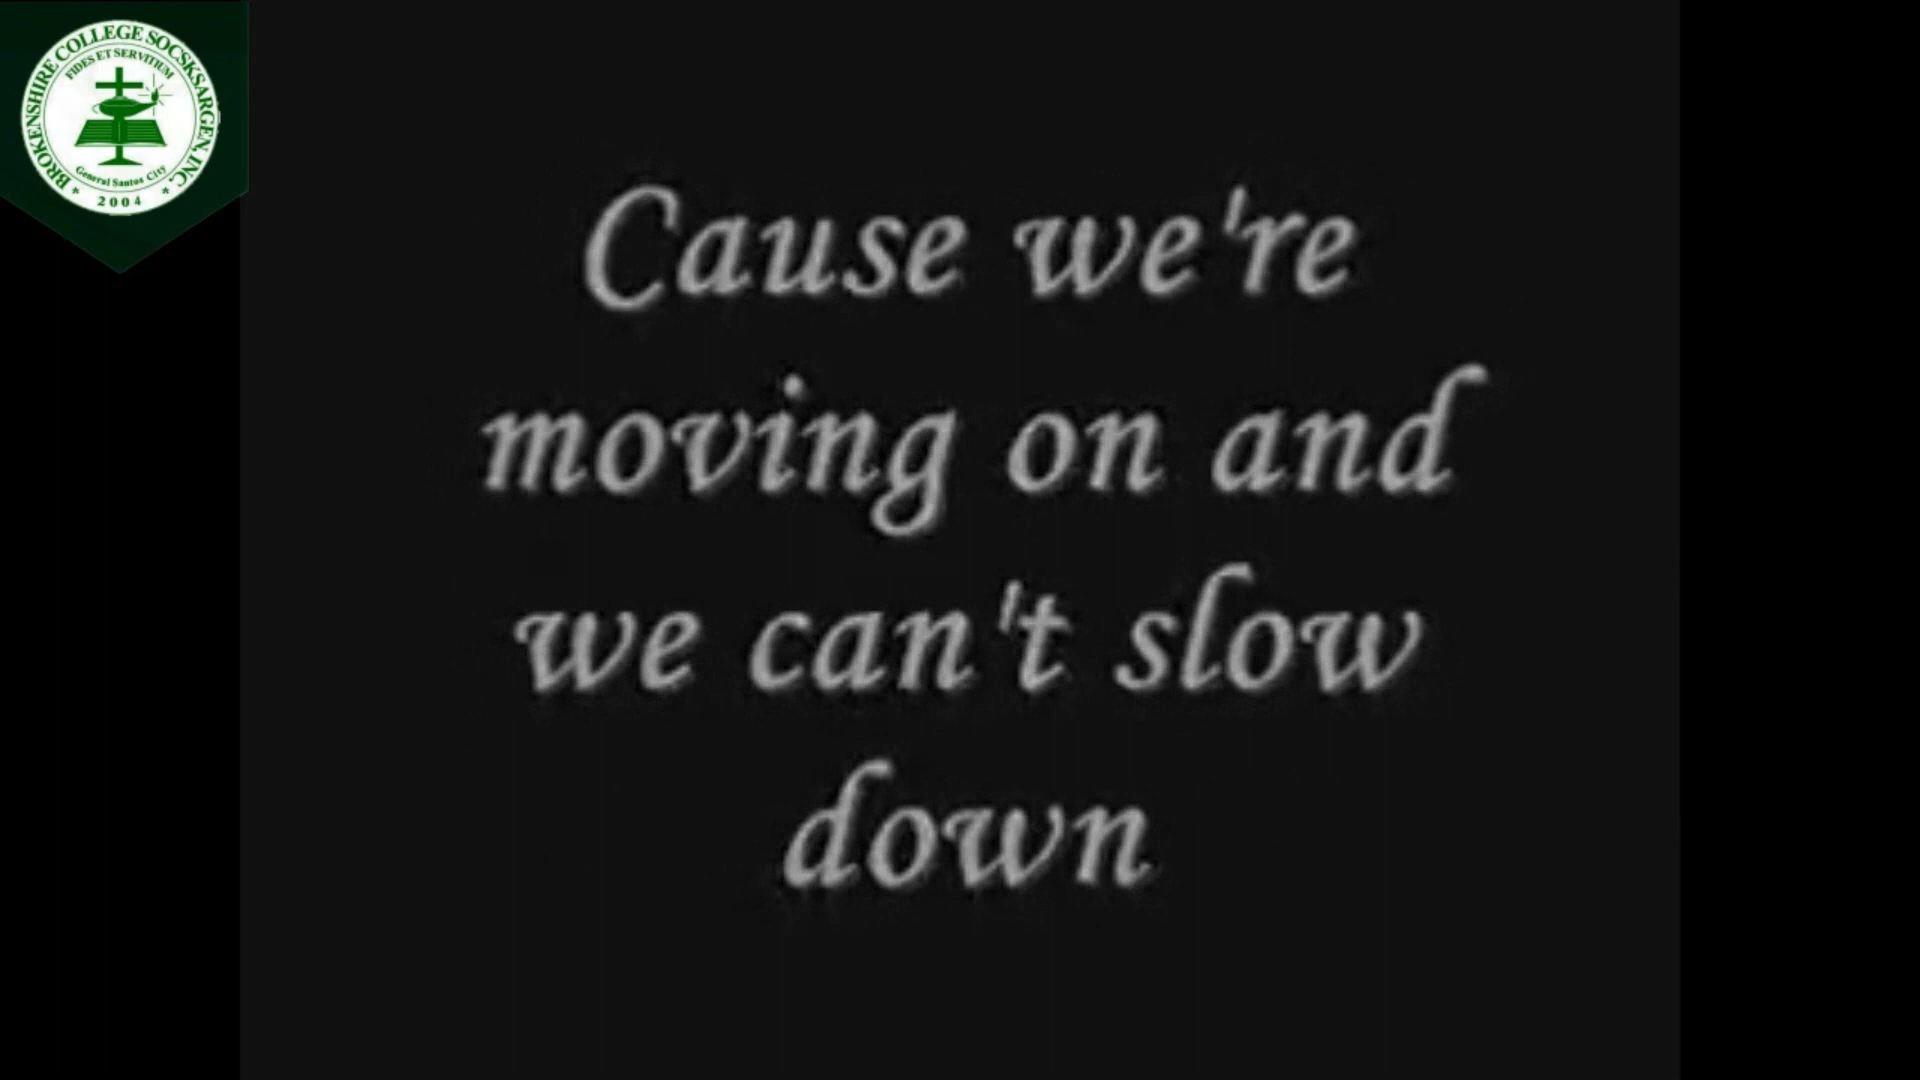 BROKENSHIRE COLLEGE SOCSKSARGEN, INC.
FIDES ET SERVITIUM
General Santos City
* 2004 *
Cause we're
moving on and
we can't slow
down